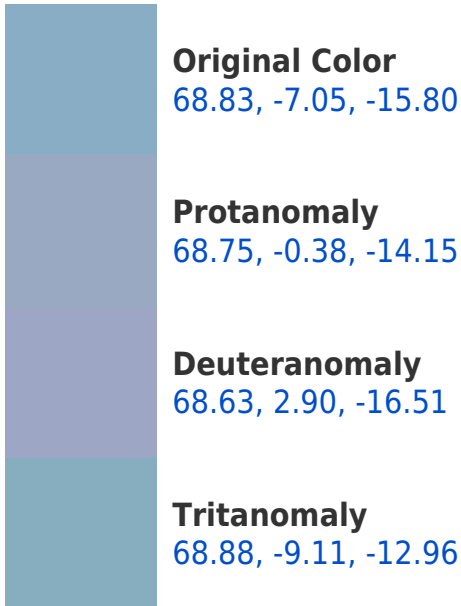 Original Color
68.83, -7.05, -15.80
Protanomaly
68.75, -0.38, -14.15
Deuteranomaly
68.63, 2.90, -16.51
Tritanomaly
68.88, -9.11, -12.96